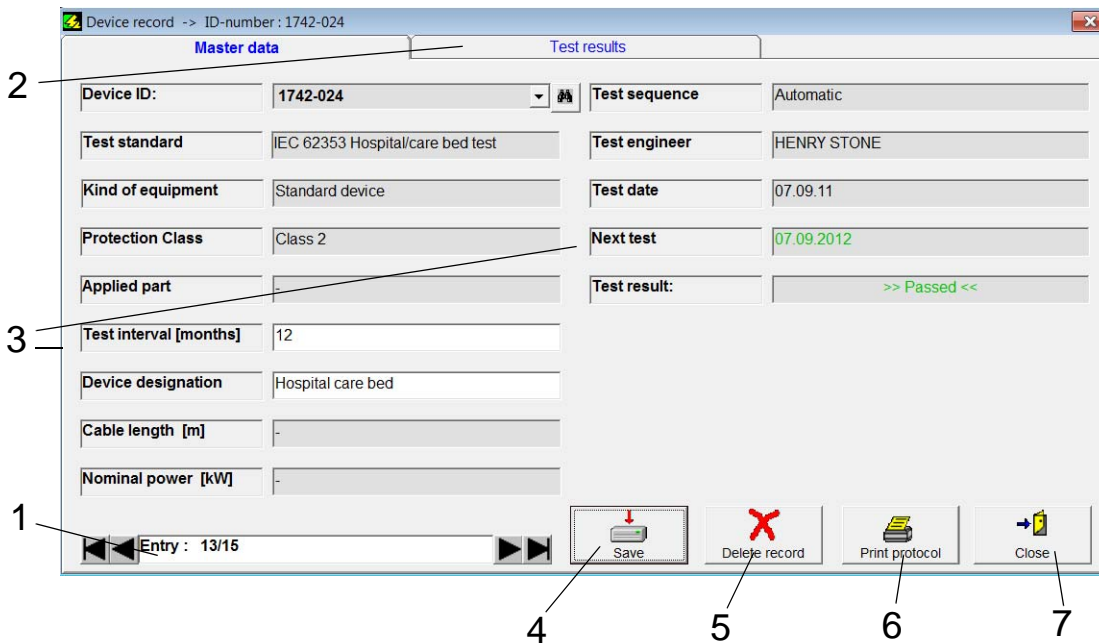 Device record -> ID-number : 1742-024
Master data
Test results
2
Device ID:
1742-024
Test sequence
Automatic
Test standard
IEC 62353 Hospital/care bed test
Test engineer
HENRY STONE
Kind of equipment
Standard device
Test date
07.09.11
Protection Class
Class 2
Next test
07.09.2012
Applied part
-
Test result:
>> Passed <<
3
Test interval [months]
12
Device designation
Hospital care bed
Cable length [m]
-
Nominal power [kW]
-
1
Entry : 13/15
Save
Delete record
Print protocol
Close
4
5
6
7